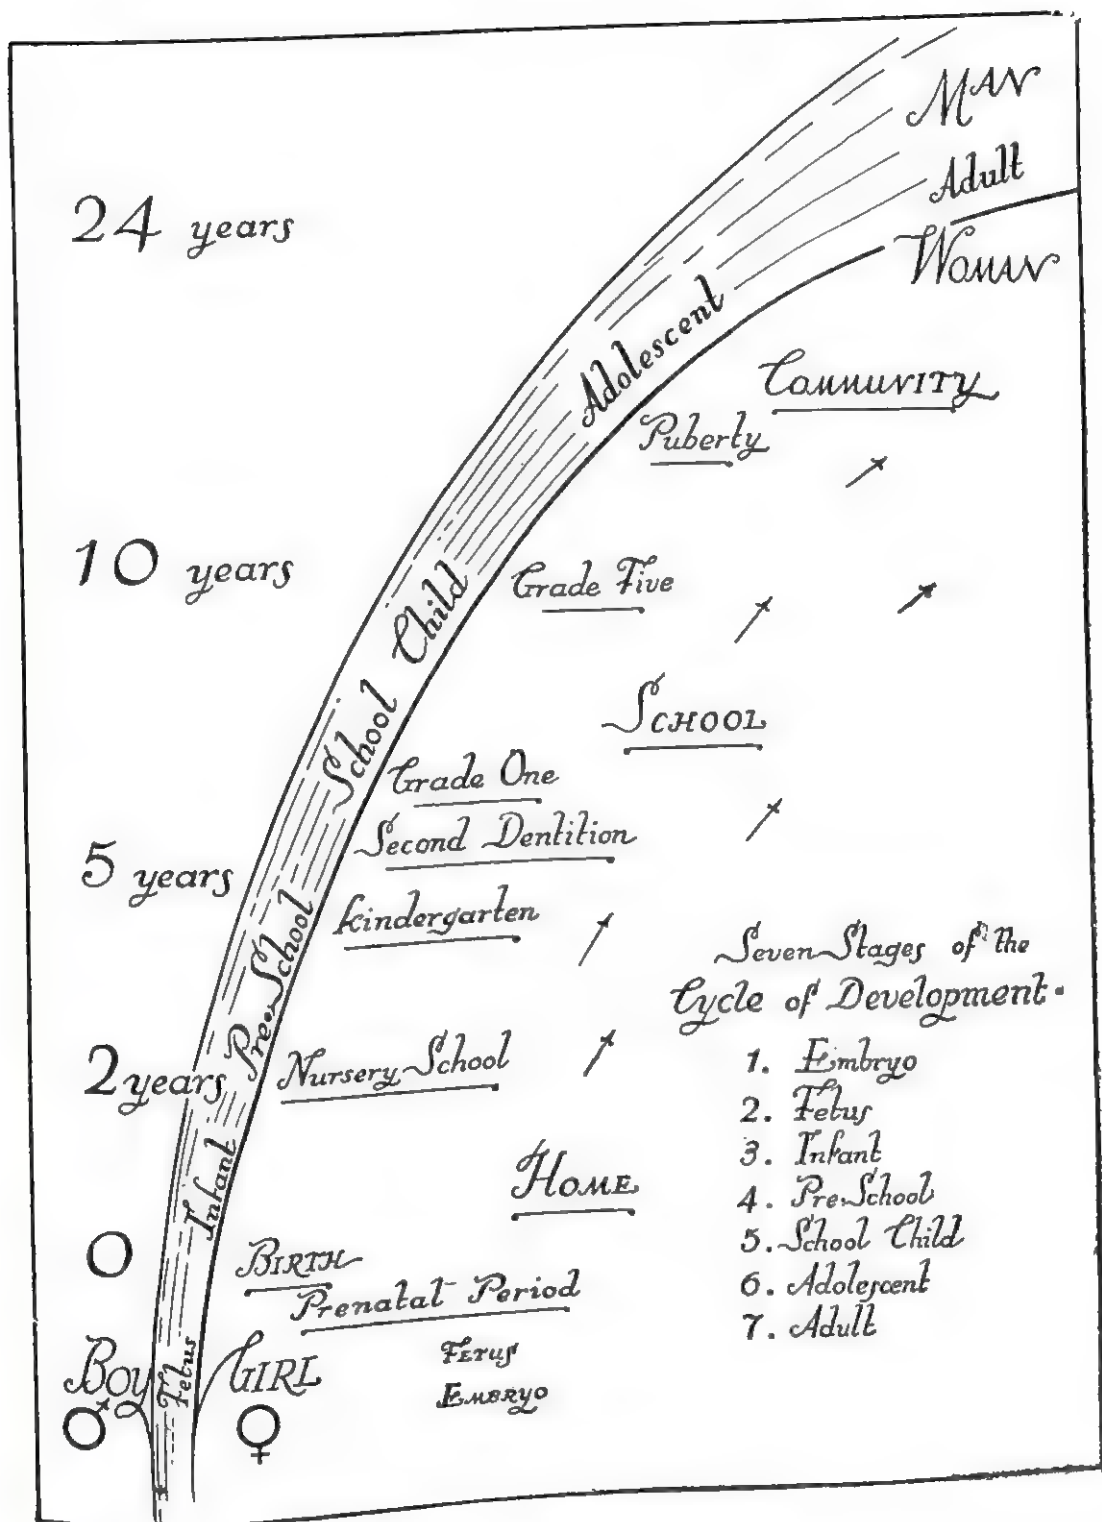 MAN
Adult
WOMAN
24 years
Adolescent
COMMUNITY
Puberty
10 years
Grade Five
School Child
SCHOOL
Grade One
Second Dentition
5 years
Kindergarten
Pre-School
2 years
Nursery School
Infant
HOME
0
BIRTH
Prenatal Period
FETUS
EMBRYO
BOY
Fetus
GIRL
♂
♀
Seven Stages of the
Cycle of Development.
1. Embryo
2. Fetus
3. Infant
4. Pre-School
5. School Child
6. Adolescent
7. Adult